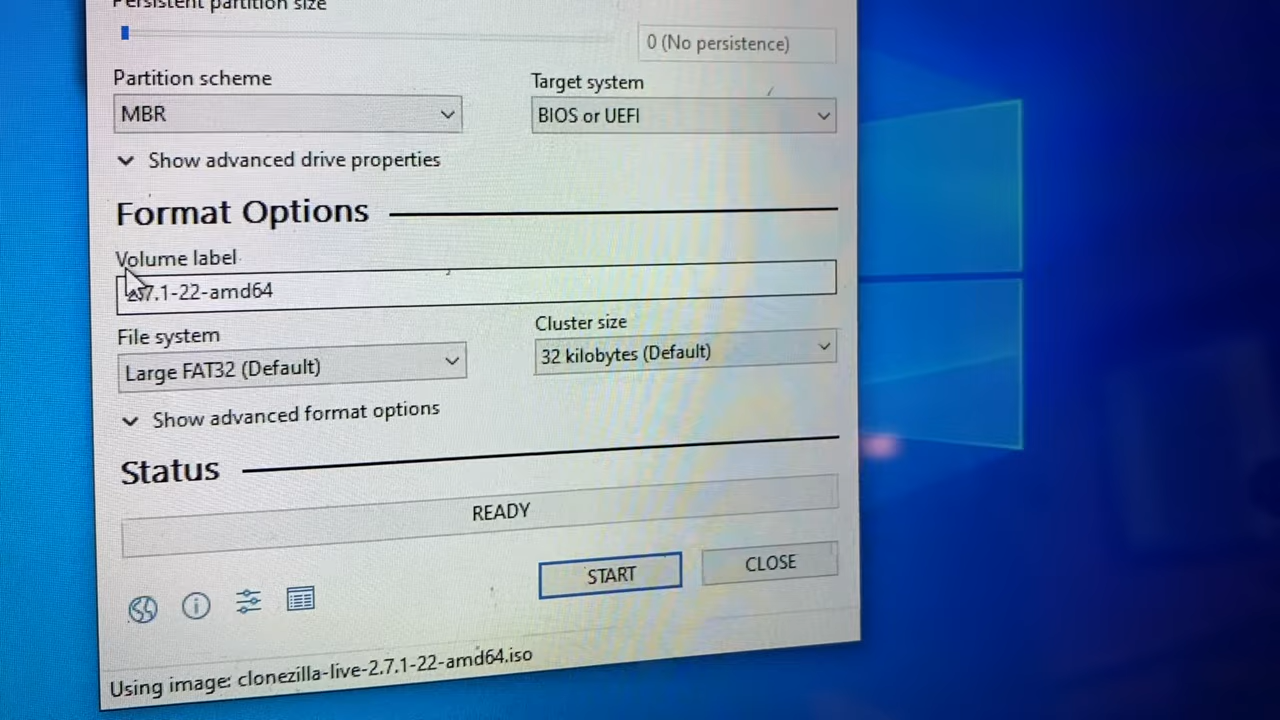 Persistent partition size
0 (No persistence)
Partition scheme
Target system
MBR
BIOS or UEFI
Show advanced drive properties
Format Options
Volume label
2.7.1-22-amd64
File system
Cluster size
Large FAT32 (Default)
32 kilobytes (Default)
Show advanced format options
Status
READY
START
CLOSE
Using image: clonezilla-live-2.7.1-22-amd64.iso